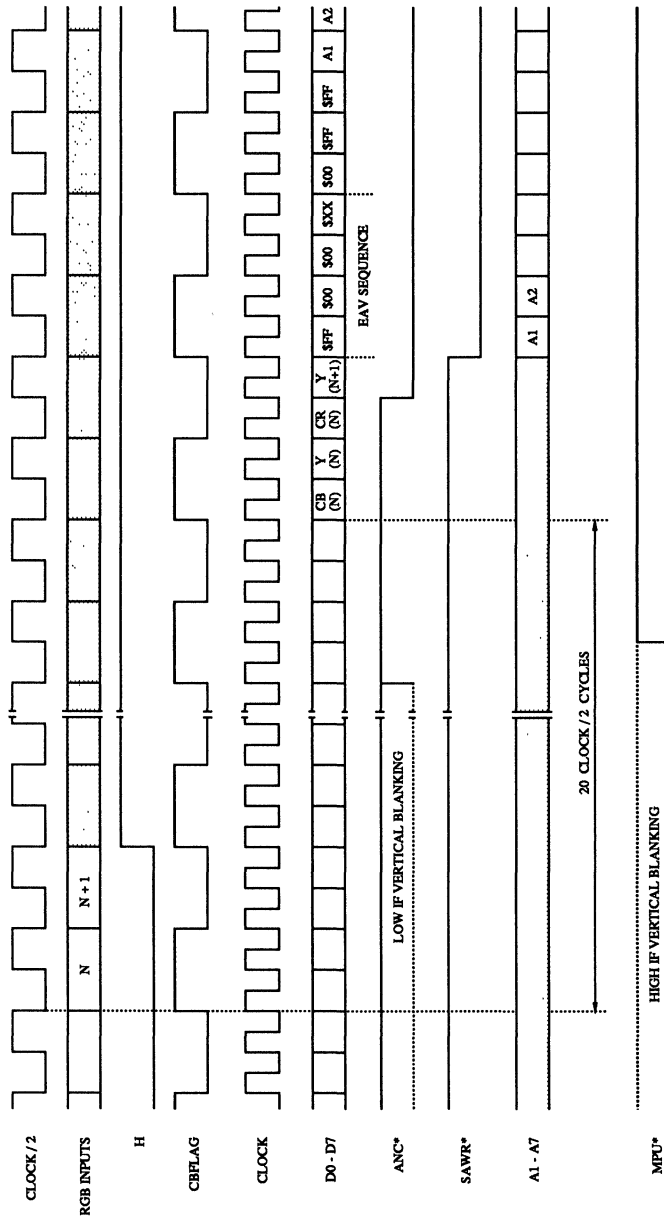 CLOCK / 2
RGB INPUTS N N + 1
H
CBFLAG
CLOCK
D0 - D7 CB (N) Y (N) CR (N) Y (N+1) $FF $00 $00 $XX $00 $FF $FF A1 A2
EAV SEQUENCE
ANC* LOW IF VERTICAL BLANKING
SAWR*
A1 - A7 A1 A2
20 CLOCK / 2 CYCLES
MPU* HIGH IF VERTICAL BLANKING